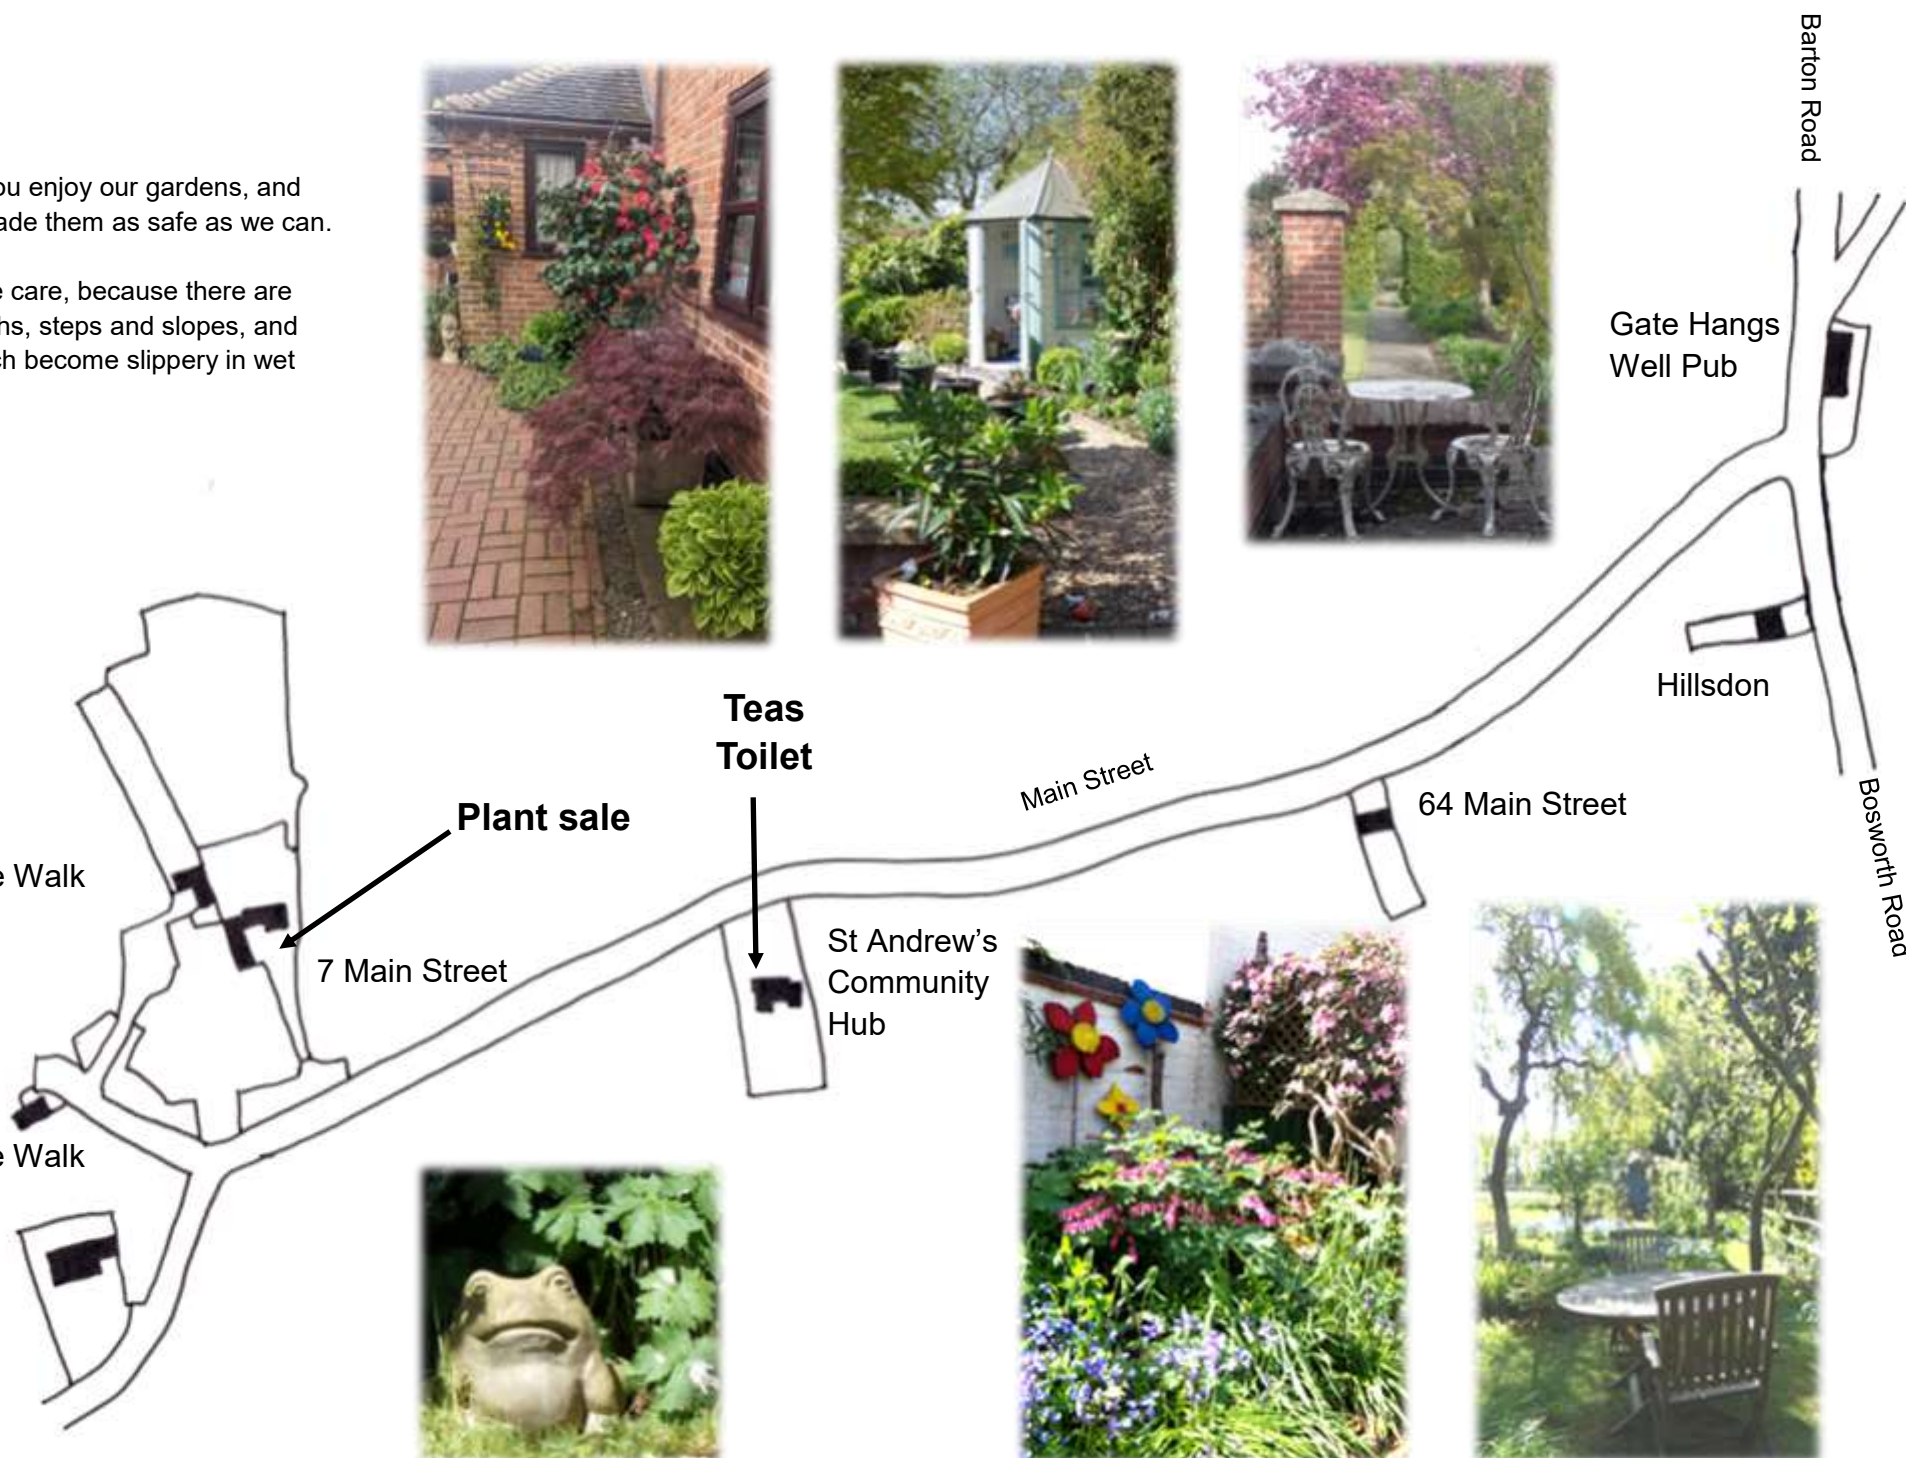 ou enjoy our gardens, and
ade them as safe as we can.
e care, because there are
hs, steps and slopes, and
ch become slippery in wet
Barton Road
Gate Hangs
Well Pub
Hillsdon
Teas
Toilet
Main Street
64 Main Street
Bosworth Road
Plant sale
e Walk
7 Main Street
St Andrew’s
Community
Hub
e Walk